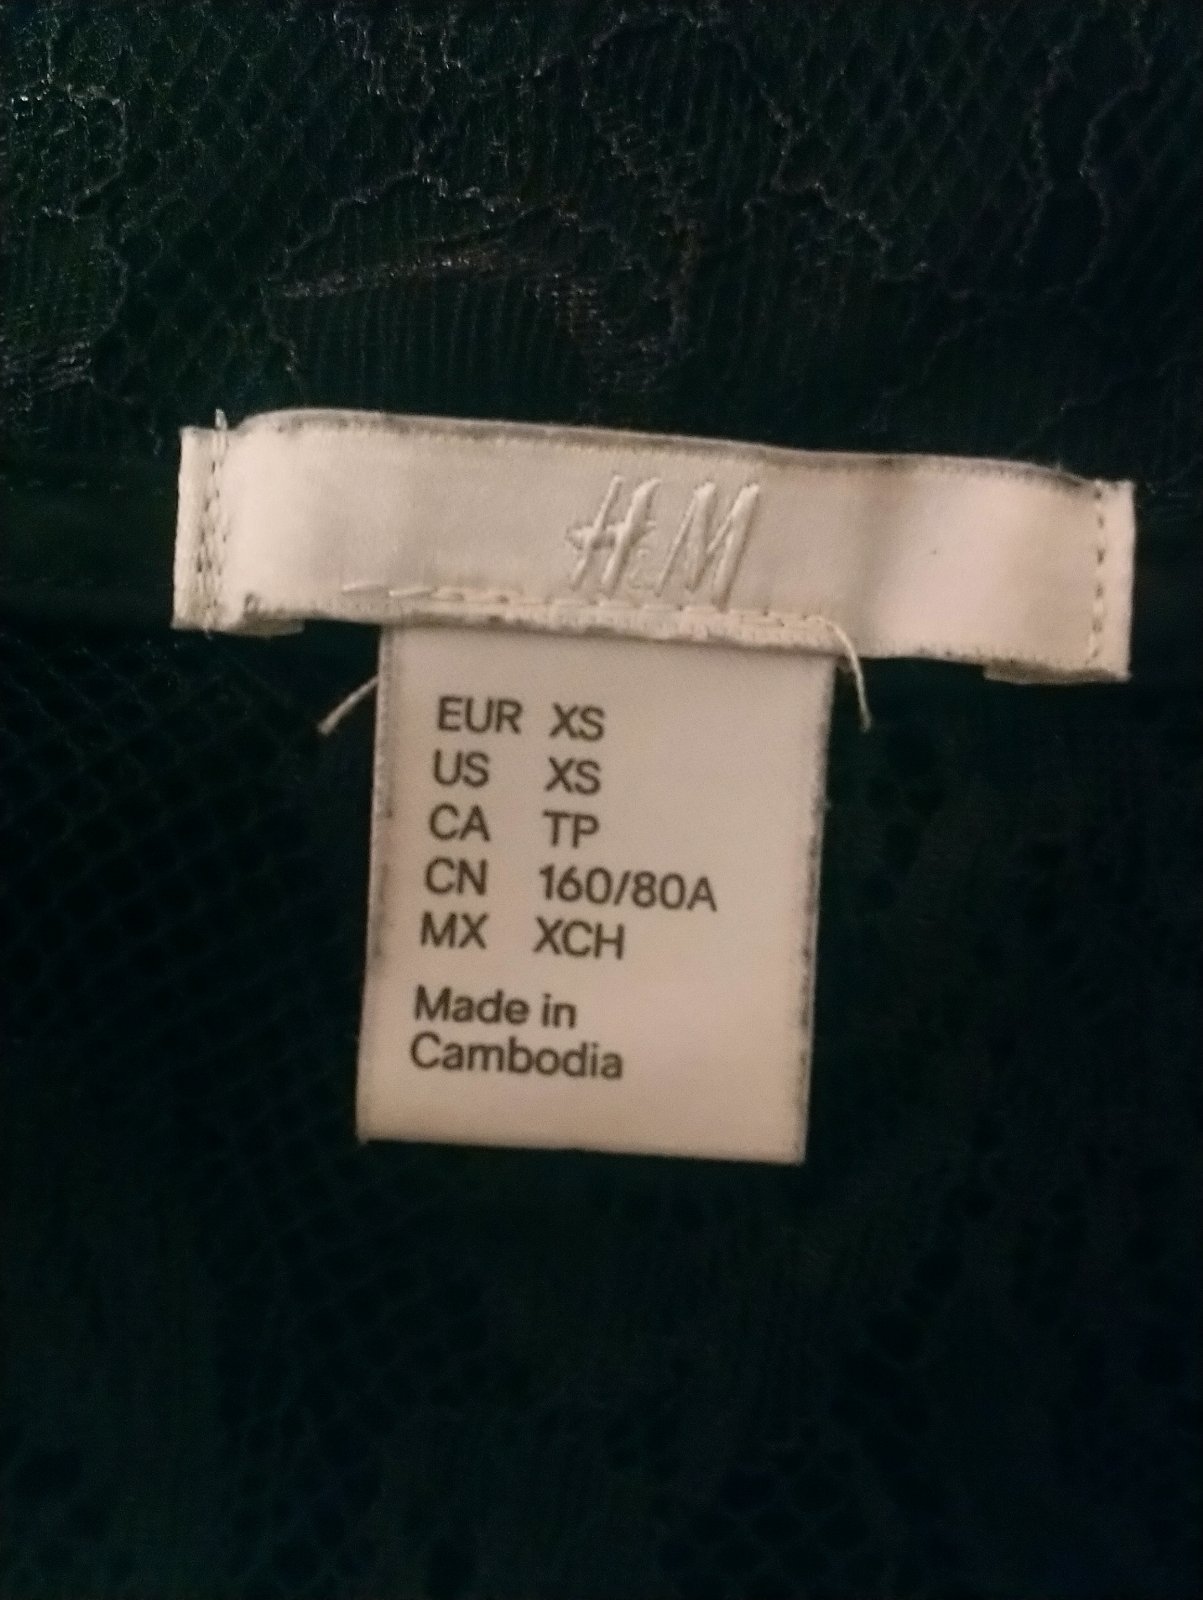 H&M
EUR XS
US XS
CA TP
CN 160/80A
MX XCH
Made in
Cambodia